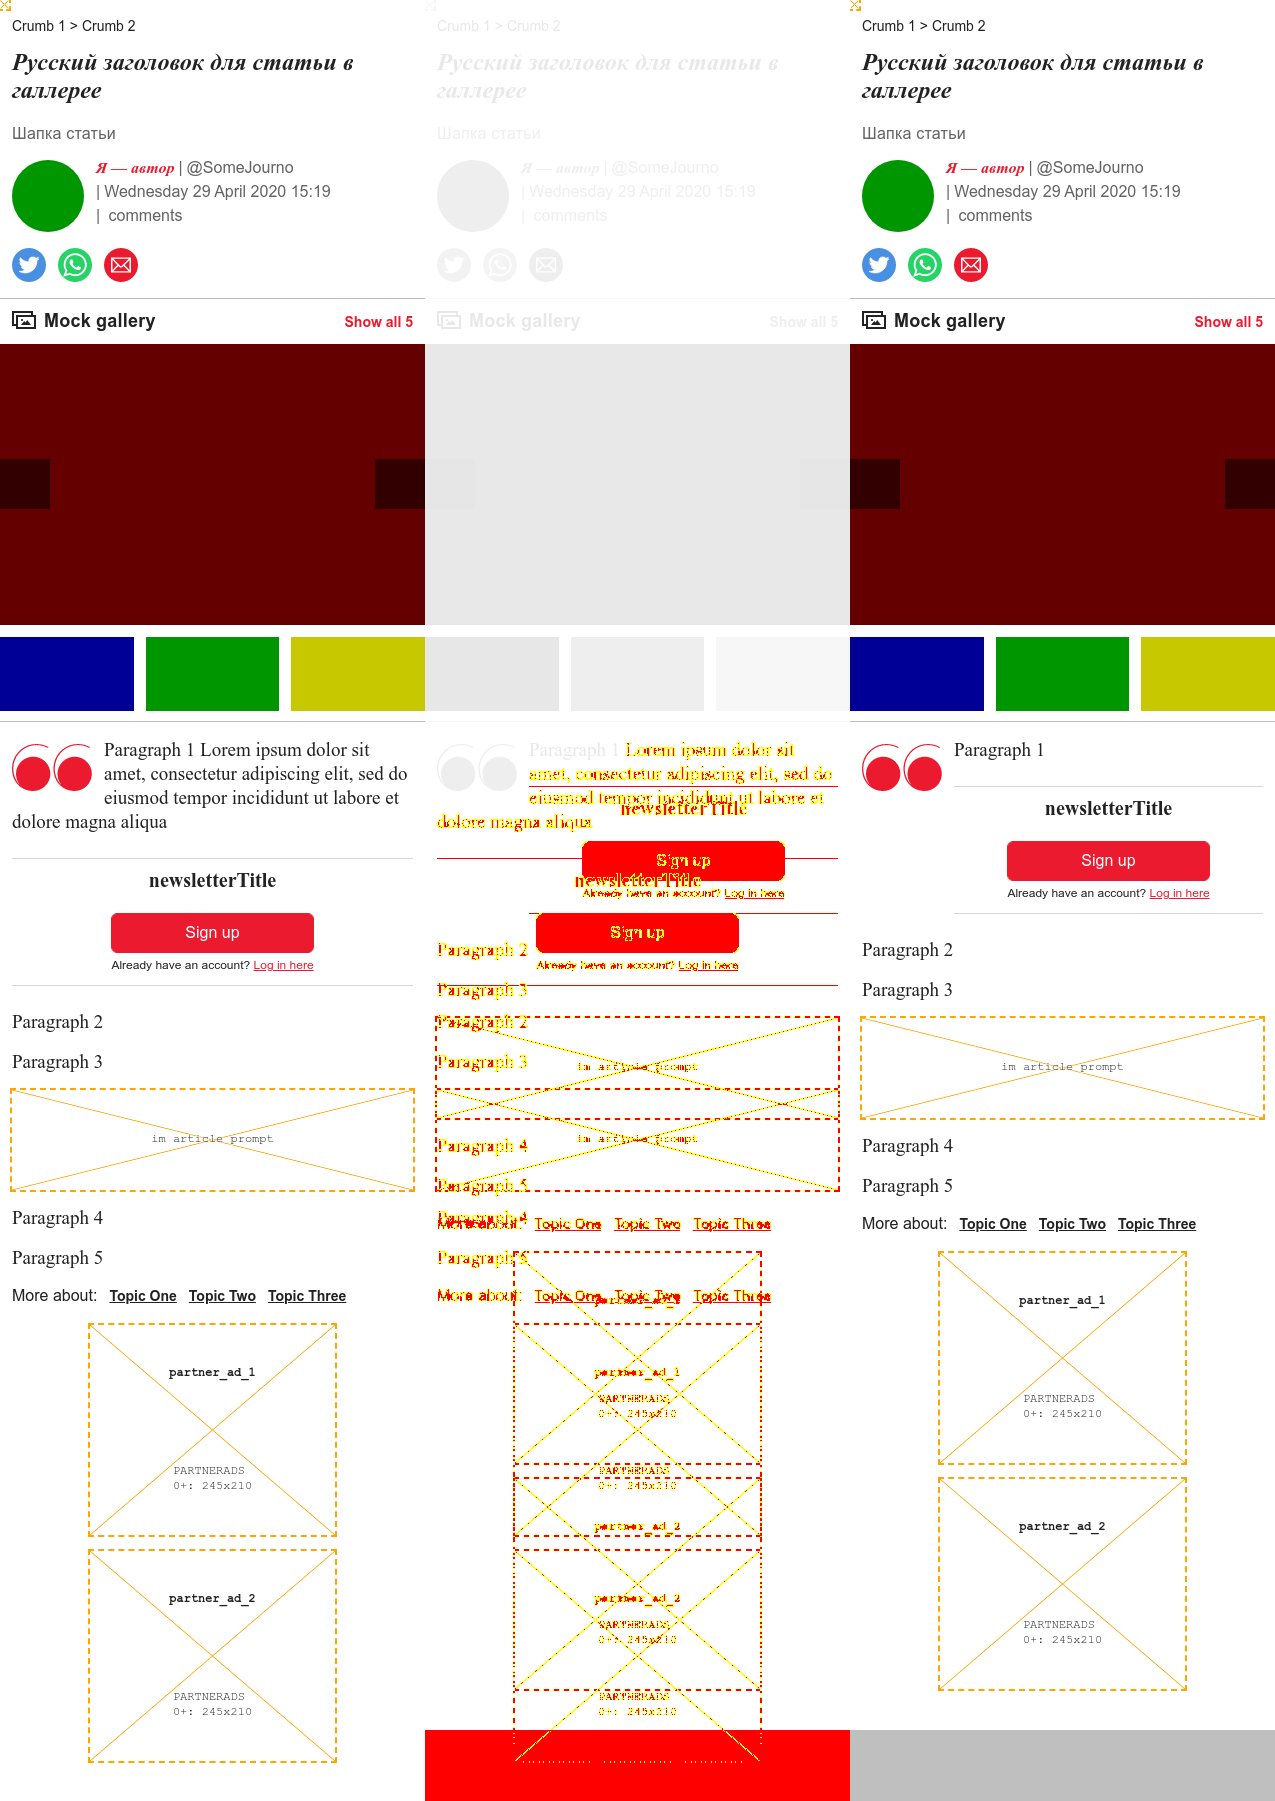 Crumb 1 > Crumb 2
Русский заголовок для статьи в
галлерее
Шапка статьи
Я — автор | @SomeJourno
| Wednesday 29 April 2020 15:19
| comments
Mock gallery
Show all 5
Paragraph 1 Lorem ipsum dolor sit
amet, consectetur adipiscing elit, sed do
eiusmod tempor incididunt ut labore et
dolore magna aliqua
newsletterTitle
Sign up
Already have an account? Log in here
Paragraph 2
Paragraph 3
im article prompt
Paragraph 4
Paragraph 5
More about: Topic One Topic Two Topic Three
partner_ad_1
PARTNERADS
0+: 245x210
partner_ad_2
PARTNERADS
0+: 245x210
Crumb 1 > Crumb 2
Русский заголовок для статьи в
галлерее
Шапка статьи
Я — автор | @SomeJourno
| Wednesday 29 April 2020 15:19
| comments
Mock gallery
Show all 5
Paragraph 1 Lorem ipsum dolor sit
amet, consectetur adipiscing elit, sed do
eiusmod tempor incididunt ut labore et
newsletterTitle
dolore magna aliqua
Sign up
newsletterTitle
Already have an account? Log in here
Sign up
Paragraph 2
Already have an account? Log in here
Paragraph 3
Paragraph 2
Paragraph 3
im article prompt
im article prompt
Paragraph 4
Paragraph 5
More about: Topic One Topic Two Topic Three
More about: Topic One Topic Two Topic Three
partner_ad_1
PARTNERADS
0+: 245x210
PARTNERADS
0+: 245x210
partner_ad_2
partner_ad_2
PARTNERADS
0+: 245x210
PARTNERADS
0+: 245x210
Crumb 1 > Crumb 2
Русский заголовок для статьи в
галлерее
Шапка статьи
Я — автор | @SomeJourno
| Wednesday 29 April 2020 15:19
| comments
Mock gallery
Show all 5
Paragraph 1
newsletterTitle
Sign up
Already have an account? Log in here
Paragraph 2
Paragraph 3
im article prompt
Paragraph 4
Paragraph 5
More about: Topic One Topic Two Topic Three
partner_ad_1
PARTNERADS
0+: 245x210
partner_ad_2
PARTNERADS
0+: 245x210